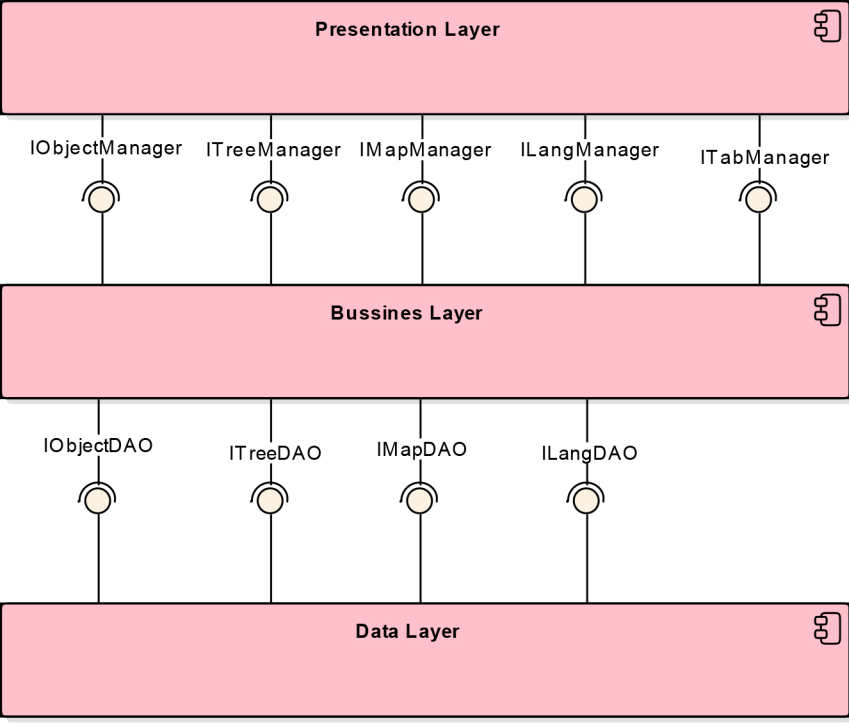 Presentation Layer
IObjectManager
ITreeManager
IMapManager
ILangManager
ITabManager
Bussines Layer
IObjectDAO
ITreeDAO
IMapDAO
ILangDAO
Data Layer